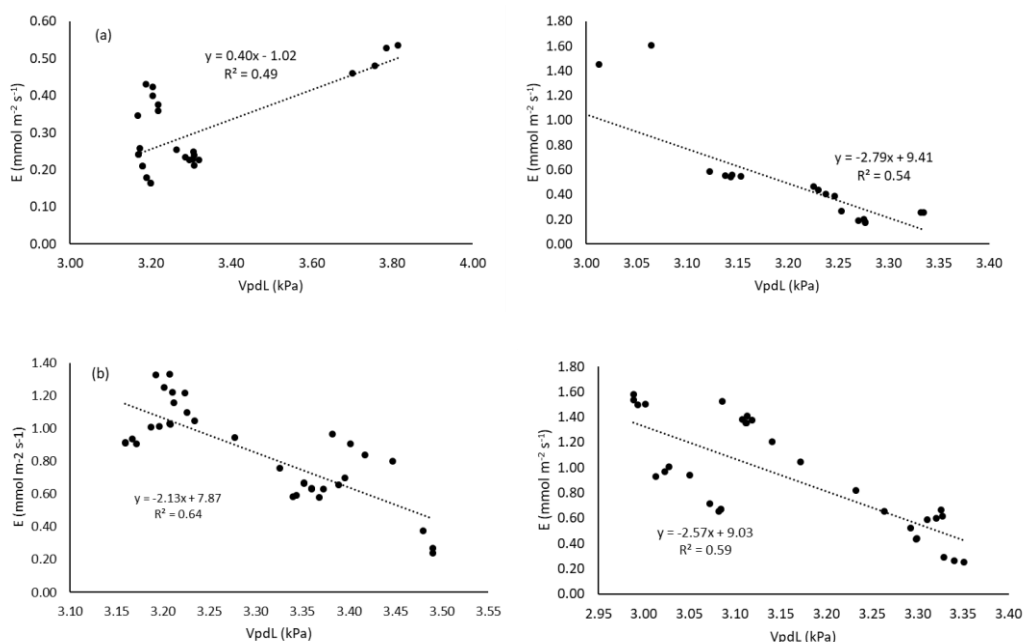 (a)
E (mmol m⁻² s⁻¹)
0.60
0.50
0.40
0.30
0.20
0.10
0.00
y = 0.40x - 1.02
R² = 0.49
3.00 3.20 3.40 3.60 3.80 4.00
VpdL (kPa)
E (mmol m⁻² s⁻¹)
1.80
1.60
1.40
1.20
1.00
0.80
0.60
0.40
0.20
0.00
y = -2.79x + 9.41
R² = 0.54
3.00 3.05 3.10 3.15 3.20 3.25 3.30 3.35 3.40
VpdL (kPa)
(b)
E (mmol m-2 s-1)
1.40
1.20
1.00
0.80
0.60
0.40
0.20
0.00
y = -2.13x + 7.87
R² = 0.64
3.10 3.15 3.20 3.25 3.30 3.35 3.40 3.45 3.50 3.55
VpdL (kPa)
E (mmol m⁻² s⁻¹)
1.80
1.60
1.40
1.20
1.00
0.80
0.60
0.40
0.20
0.00
y = -2.57x + 9.03
R² = 0.59
2.95 3.00 3.05 3.10 3.15 3.20 3.25 3.30 3.35 3.40
VpdL (kPa)